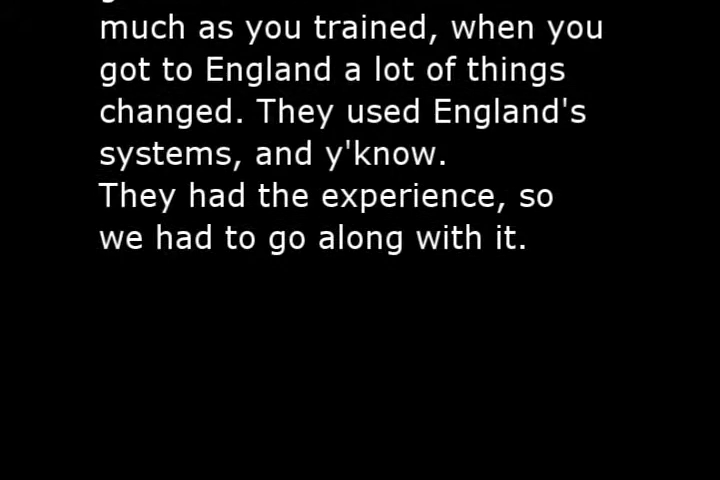 much as you trained, when you
got to England a lot of things
changed. They used England's
systems, and y'know.
They had the experience, so
we had to go along with it.